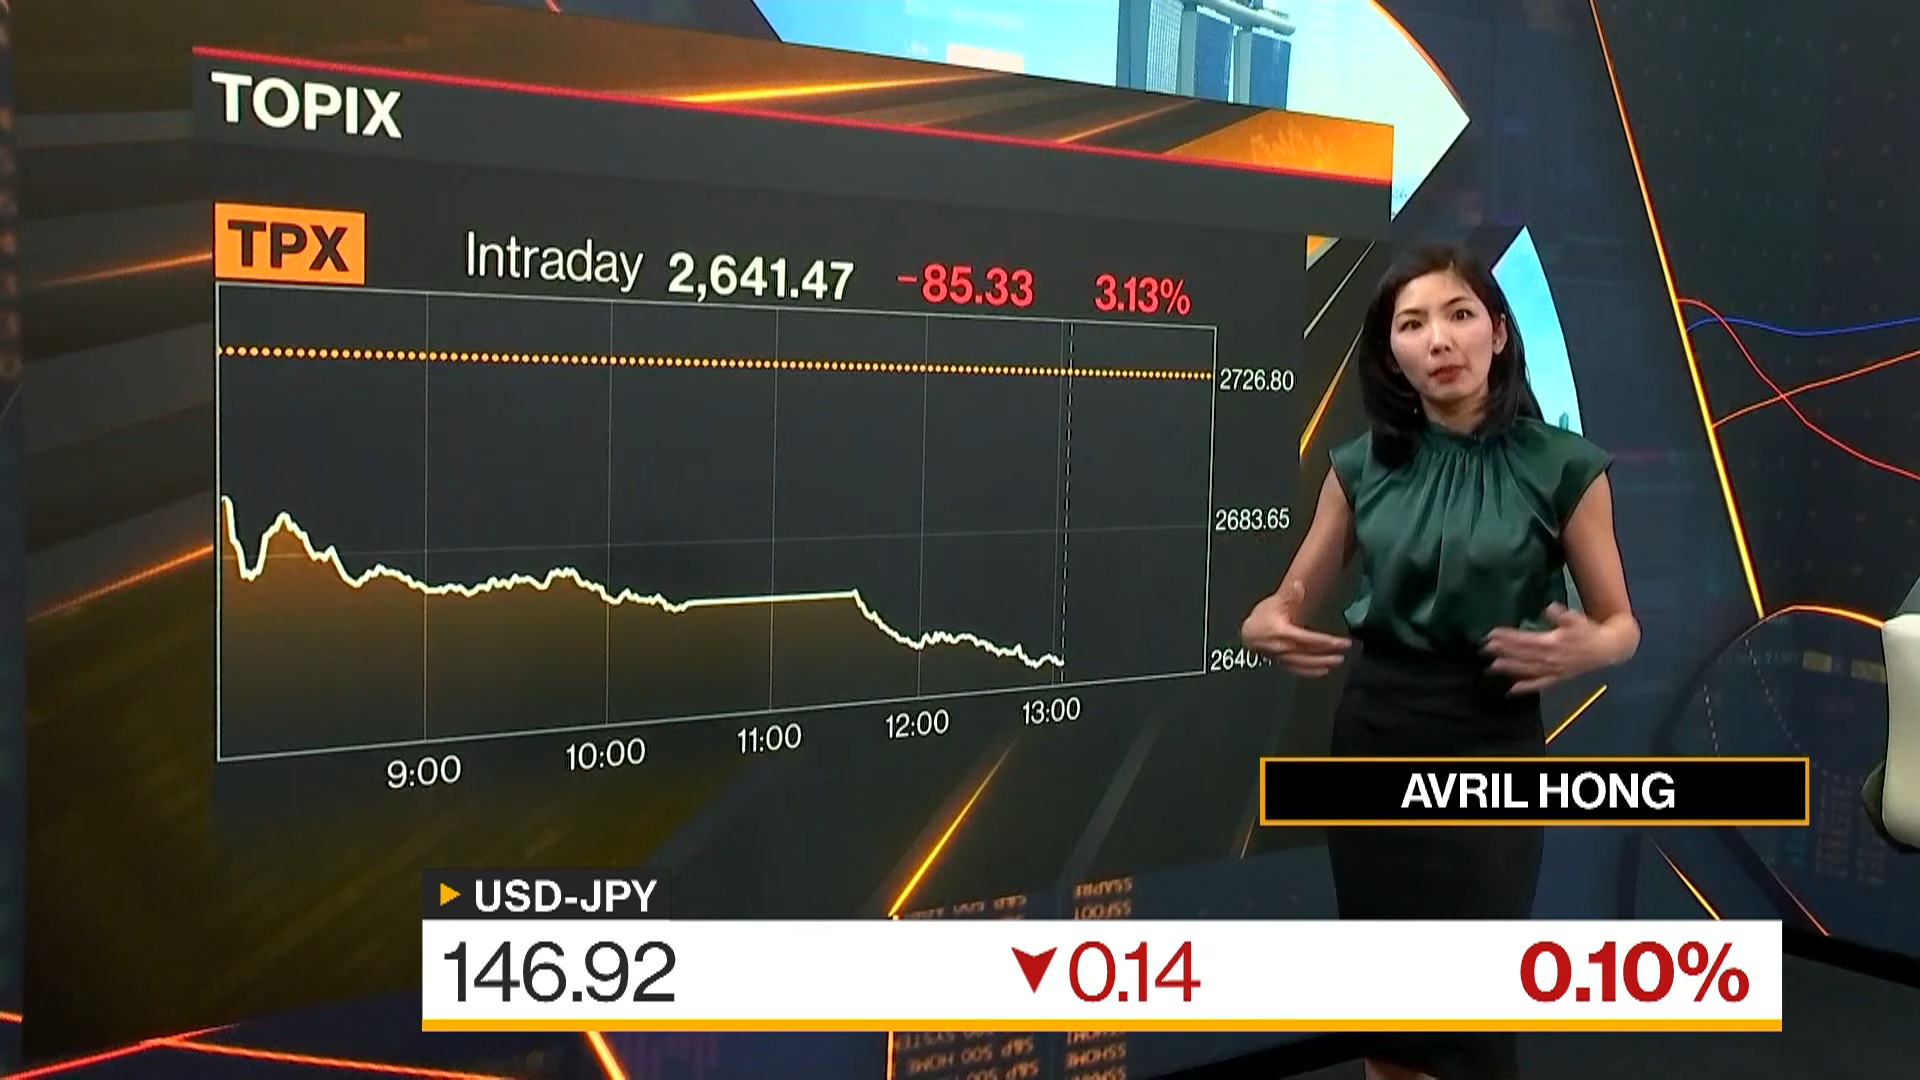 TOPIX
TPX Intraday 2,641.47 -85.33 3.13%
2726.80
2683.65
9:00 10:00 11:00 12:00 13:00
AVRIL HONG
USD-JPY
146.92 0.14 0.10%